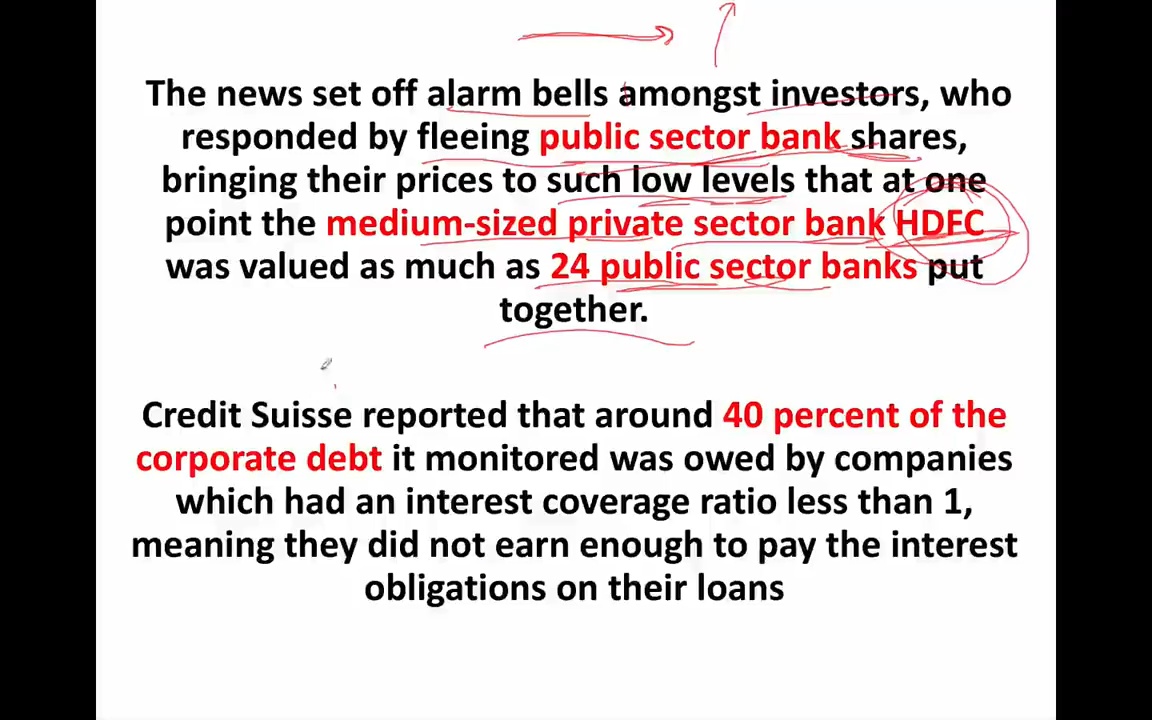 The news set off alarm bells amongst investors, who
responded by fleeing public sector bank shares,
bringing their prices to such low levels that at one
point the medium-sized private sector bank HDFC
was valued as much as 24 public sector banks put
together.
Credit Suisse reported that around 40 percent of the
corporate debt it monitored was owed by companies
which had an interest coverage ratio less than 1,
meaning they did not earn enough to pay the interest
obligations on their loans